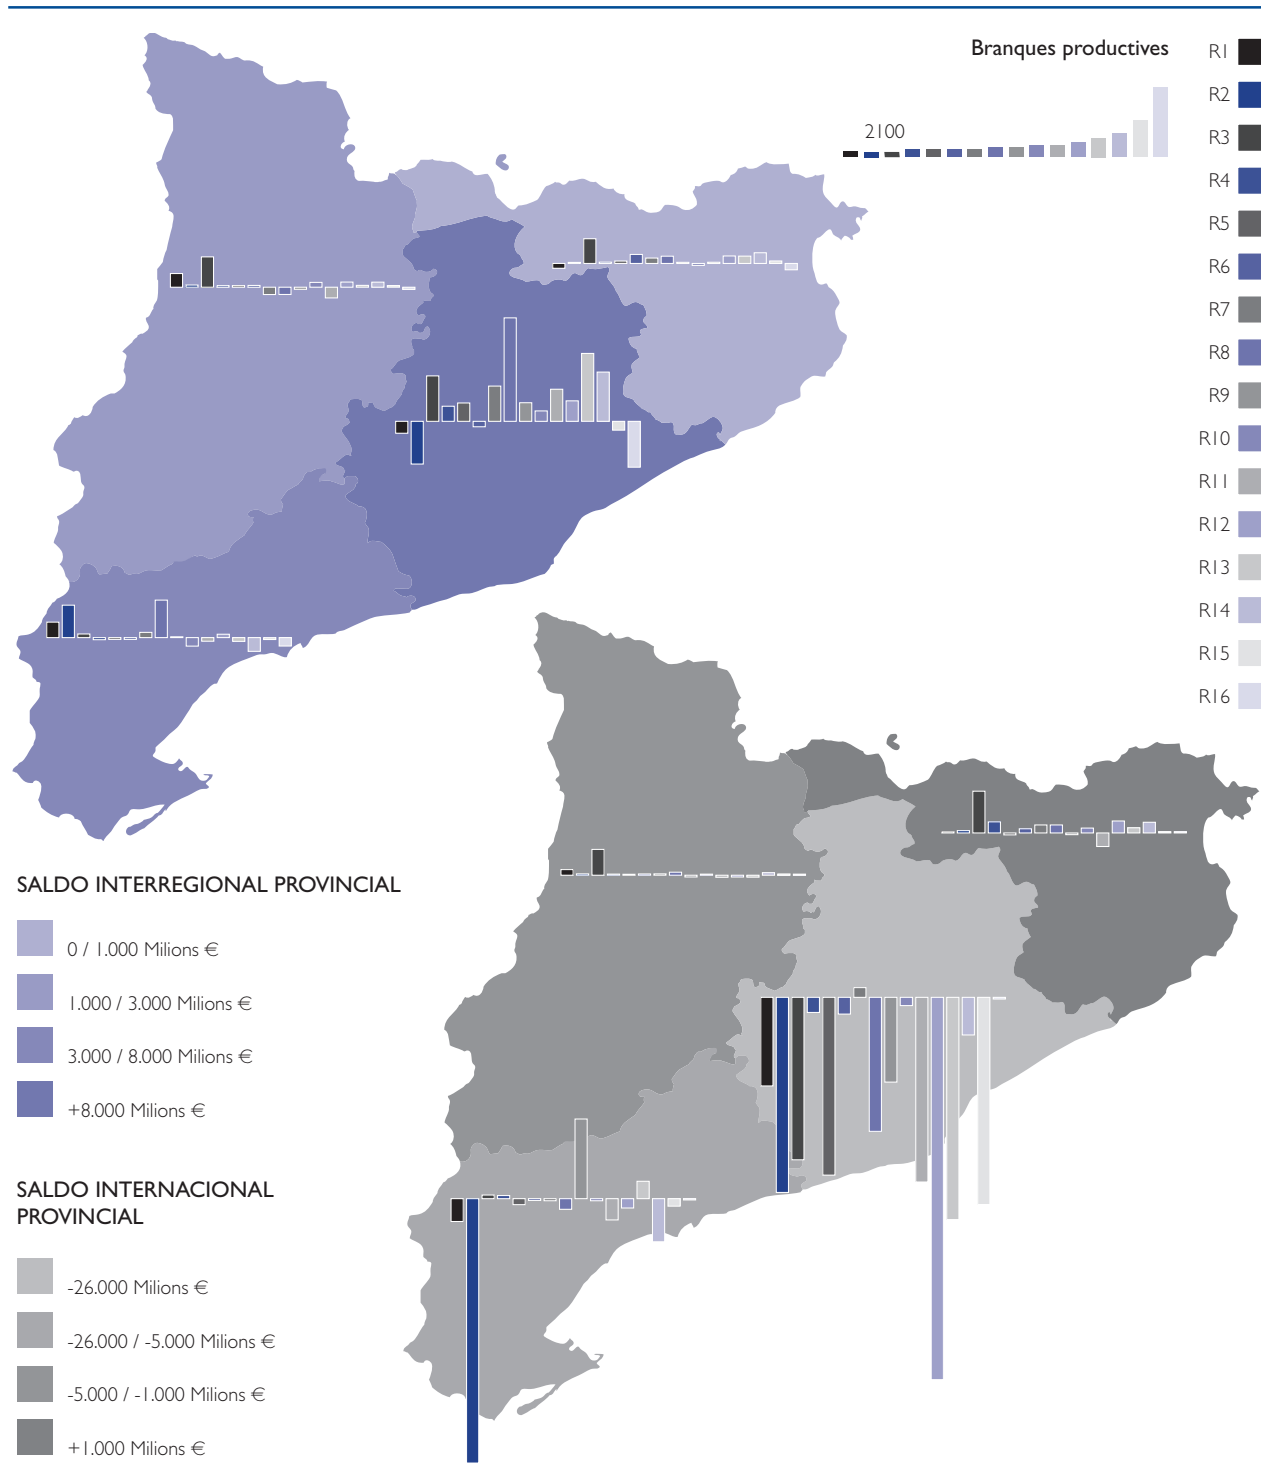 Branques productives
2100
R1
R2
R3
R4
R5
R6
R7
R8
R9
R10
R11
R12
R13
R14
R15
R16
SALDO INTERREGIONAL PROVINCIAL
0 / 1.000 Milions €
1.000 / 3.000 Milions €
3.000 / 8.000 Milions €
+8.000 Milions €
SALDO INTERNACIONAL
PROVINCIAL
-26.000 Milions €
-26.000 / -5.000 Milions €
-5.000 / -1.000 Milions €
+1.000 Milions €